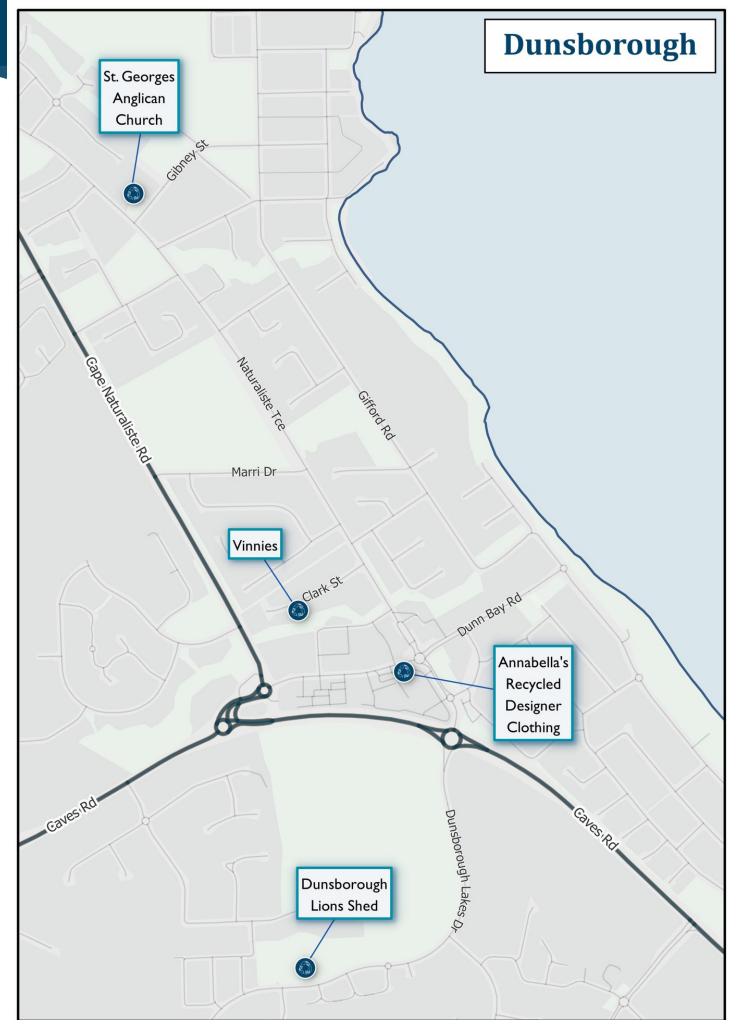 Dunsborough
St. Georges
Anglican
Church
Gibney St
Cape Naturaliste Rd
Naturaliste Tce
Gifford Rd
Marri Dr
Vinnies
Clark St
Dunn Bay Rd
Annabella's
Recycled
Designer
Clothing
Caves Rd
Caves Rd
Dunsborough Lakes Dr
Dunsborough
Lions Shed